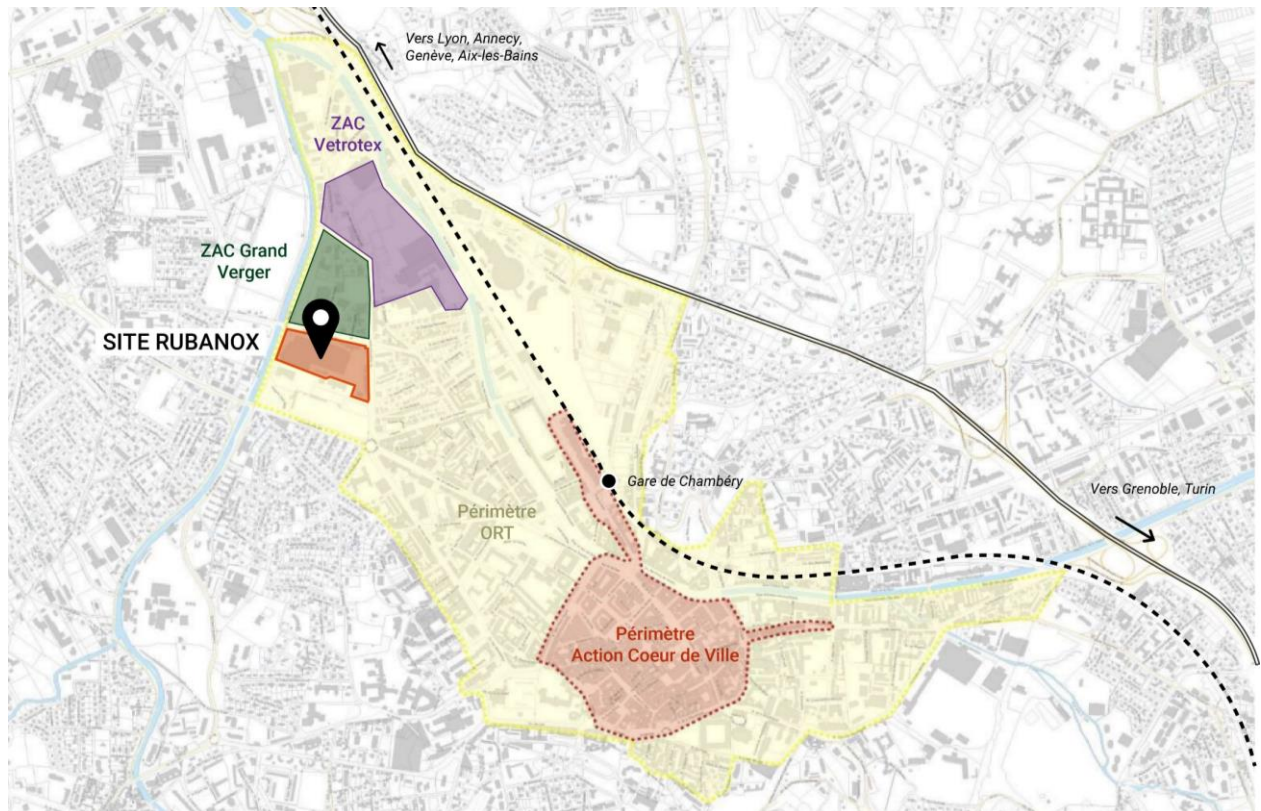 Vers Lyon, Annecy,
Genève, Aix-les-Bains
ZAC
Vetrotex
ZAC Grand
Verger
SITE RUBANOX
Gare de Chambéry
Vers Grenoble, Turin
Périmètre
ORT
Périmètre
Action Coeur de Ville